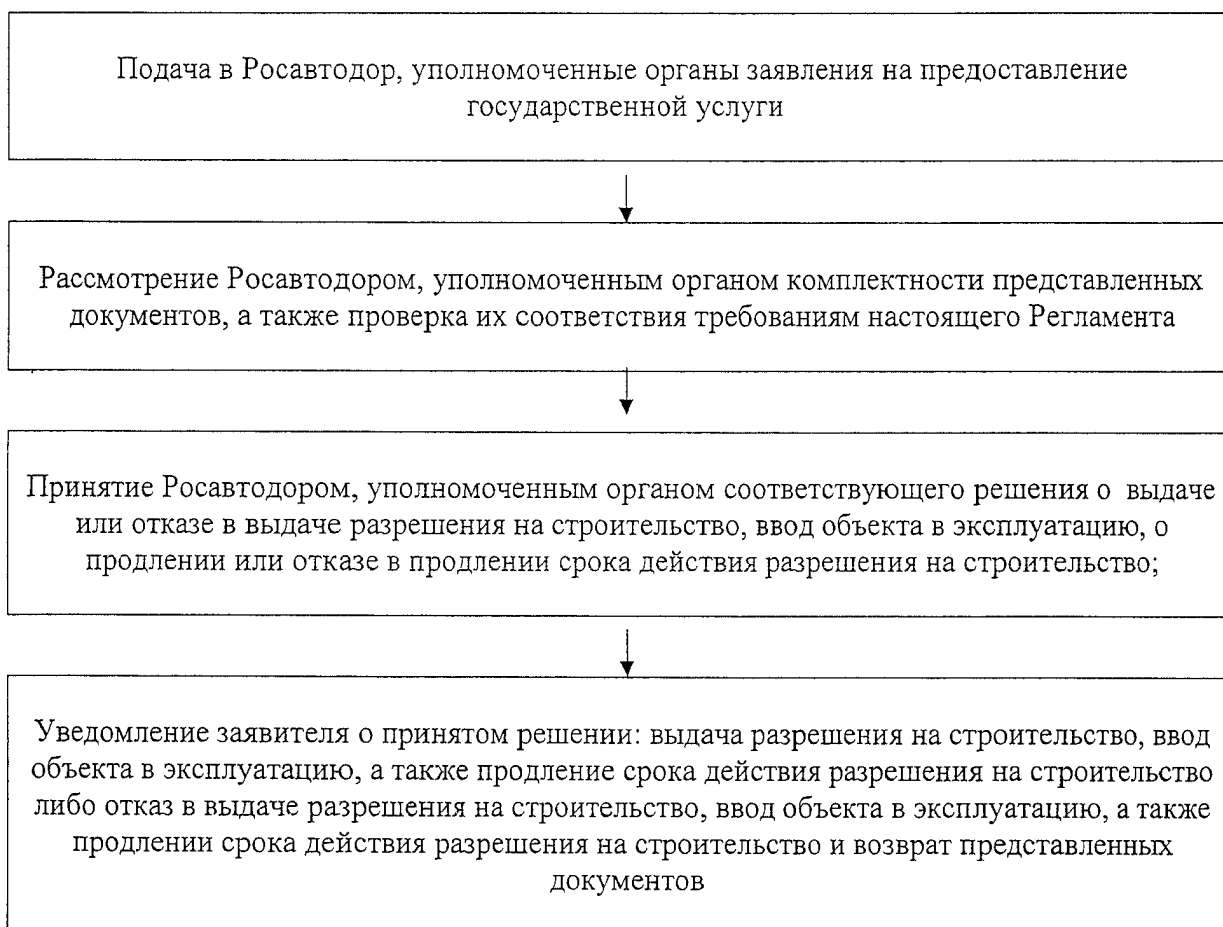 Подача в Росавтодор, уполномоченные органы заявления на предоставление
государственной услуги
Рассмотрение Росавтодором, уполномоченным органом комплектности представленных
документов, а также проверка их соответствия требованиям настоящего Регламента
Принятие Росавтодором, уполномоченным органом соответствующего решения о выдаче
или отказе в выдаче разрешения на строительство, ввод объекта в эксплуатацию, о
продлении или отказе в продлении срока действия разрешения на строительство;
Уведомление заявителя о принятом решении: выдача разрешения на строительство, ввод
объекта в эксплуатацию, а также продление срока действия разрешения на строительство
либо отказ в выдаче разрешения на строительство, ввод объекта в эксплуатацию, а также
продлении срока действия разрешения на строительство и возврат представленных
документов